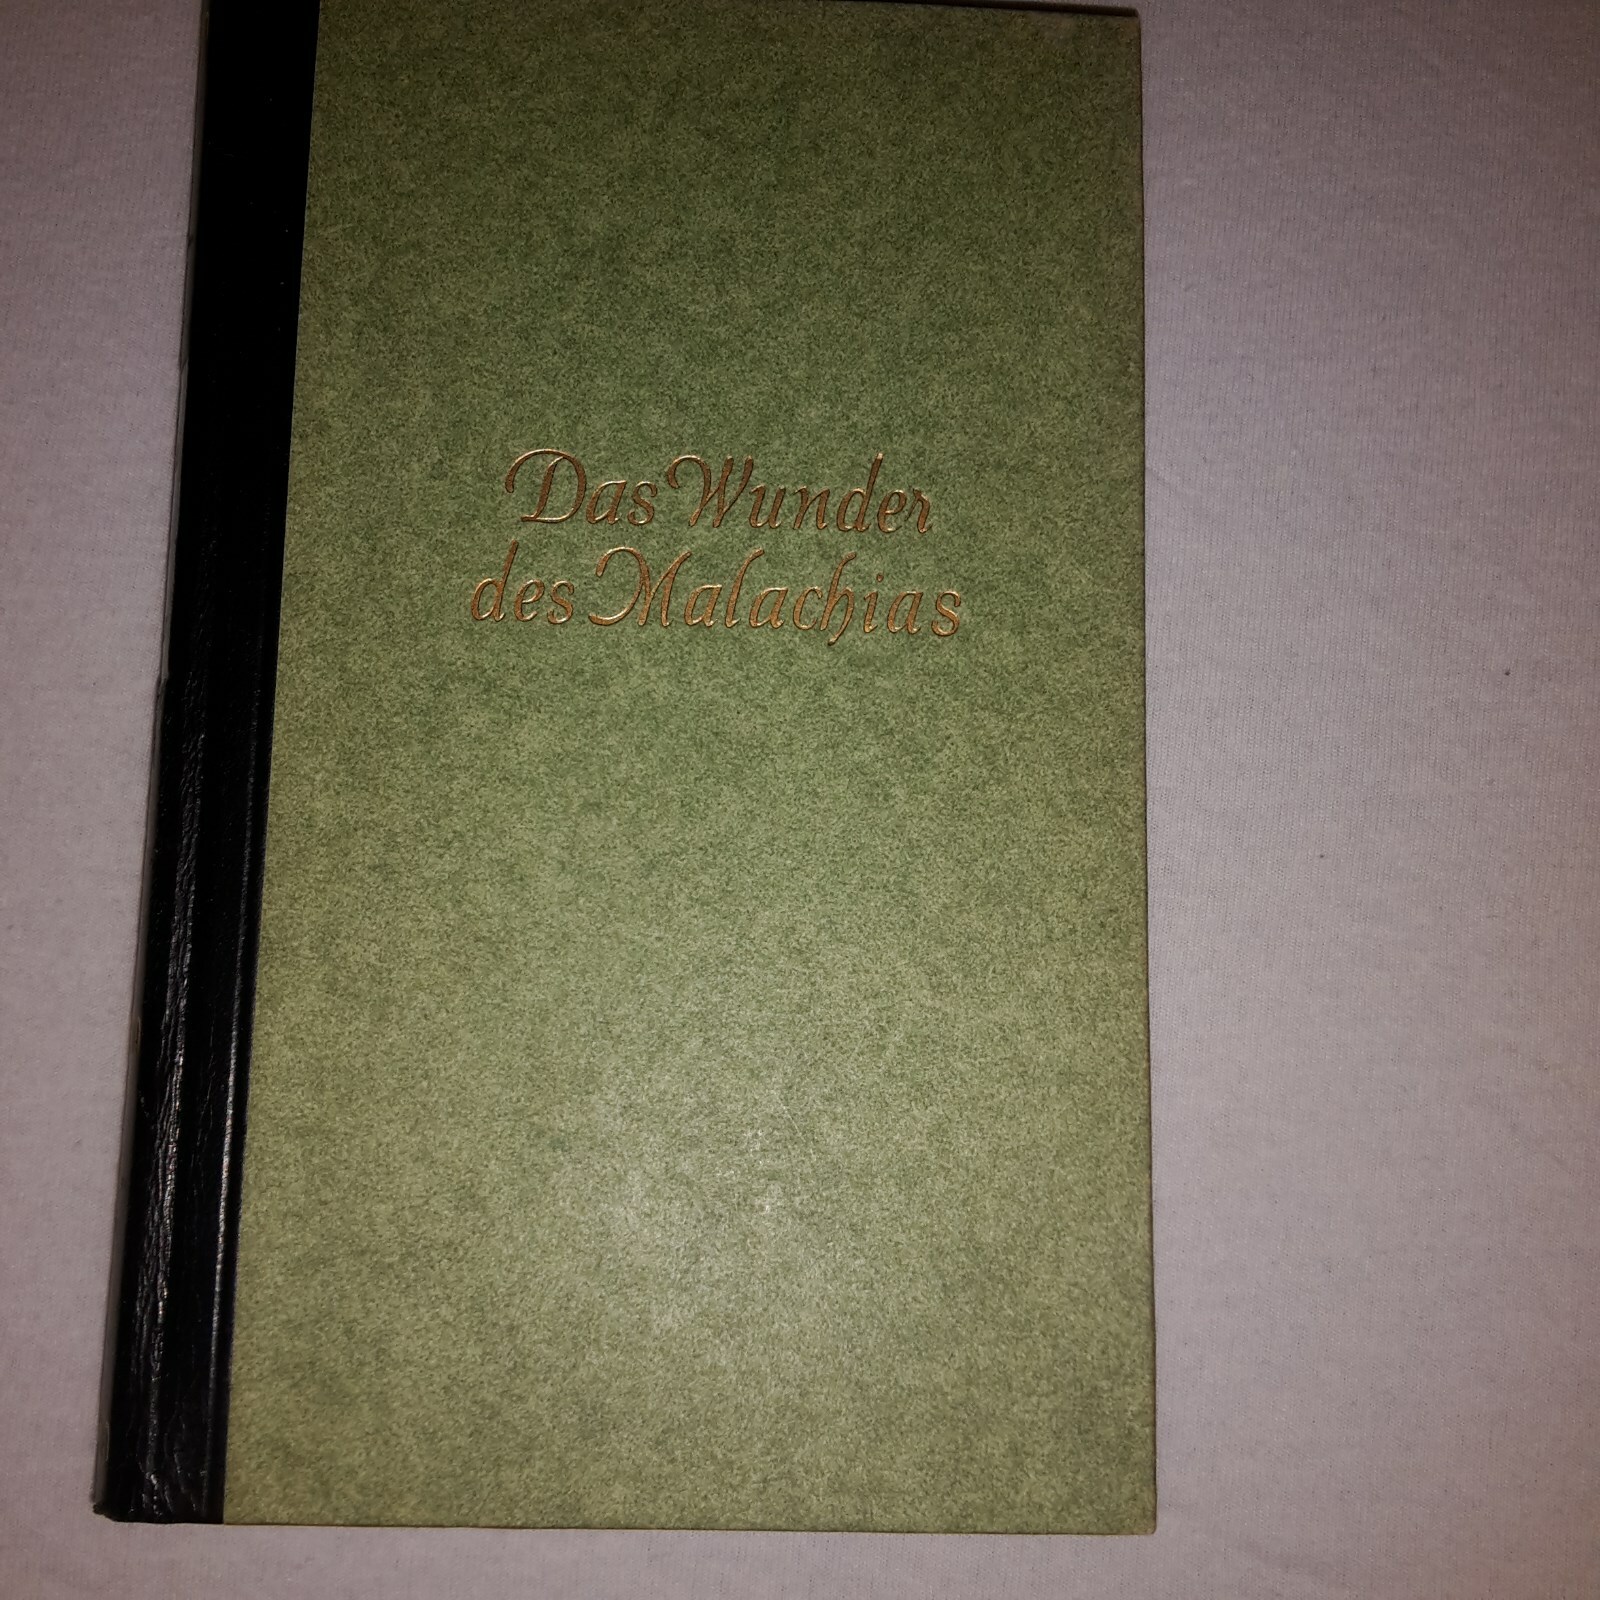 Das Wunder
des Malachias